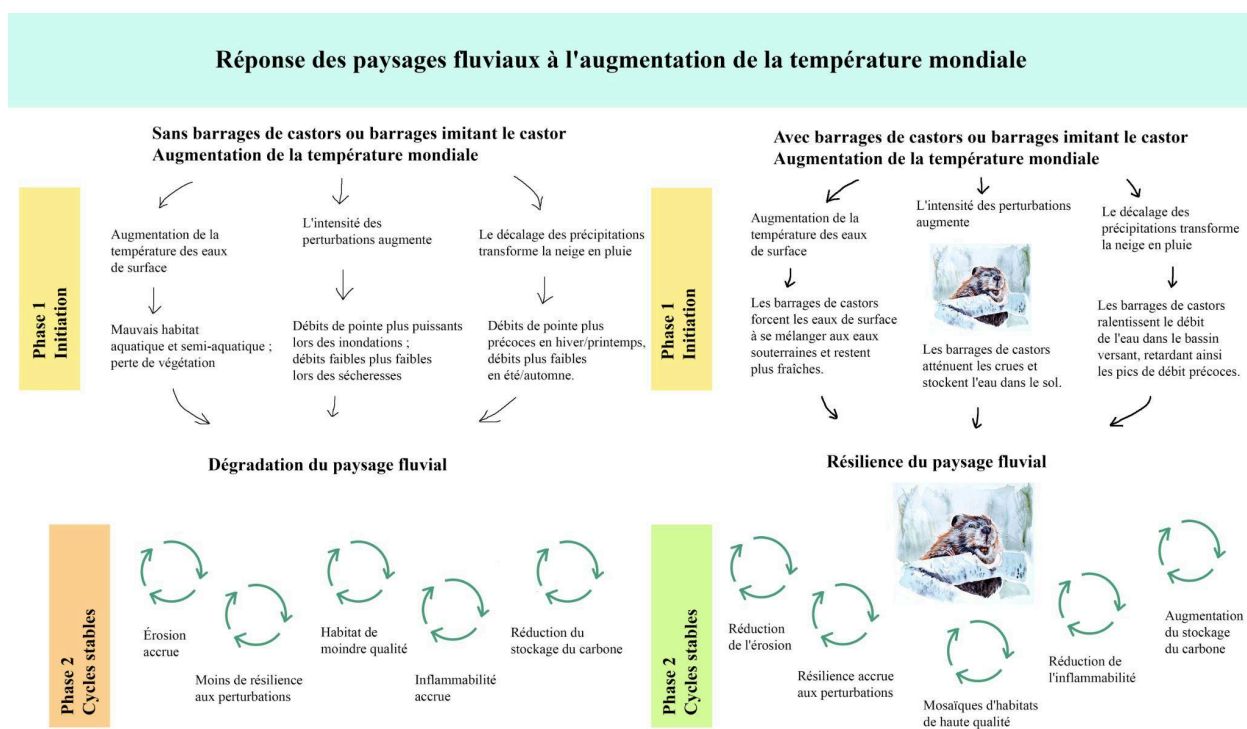 Réponse des paysages fluviaux à l'augmentation de la température mondiale
Sans barrages de castors ou barrages imitant le castor
Augmentation de la température mondiale
Phase 1
Initiation
Augmentation de la
température des eaux
de surface
L'intensité des
perturbations augmente
Le décalage des précipitations
transforme la neige en pluie
Mauvais habitat
aquatique et semi-aquatique ;
perte de végétation
Débits de pointe plus puissants
lors des inondations ;
débits faibles plus faibles
lors des sécheresses
Débits de pointe plus
précoces en hiver/printemps,
débits plus faibles
en été/automne.
Dégradation du paysage fluvial
Phase 2
Cycles stables
Érosion
accrue
Moins de résilience
aux perturbations
Habitat de
moindre qualité
Inflammabilité
accrue
Réduction du
stockage du carbone
Avec barrages de castors ou barrages imitant le castor
Augmentation de la température mondiale
Phase 1
Initiation
Augmentation de la
température des eaux
de surface
L'intensité des perturbations
augmente
Le décalage des
précipitations transforme
la neige en pluie
Les barrages de castors
forcent les eaux de surface
à se mélanger aux eaux
souterraines et restent
plus fraîches.
Les barrages de castors
atténuent les crues et
stockent l'eau dans le sol.
Les barrages de castors
ralentissent le débit
de l'eau dans le bassin
versant, retardant ainsi
les pics de débit précoces.
Résilience du paysage fluvial
Phase 2
Cycles stables
Réduction
de l'érosion
Résilience accrue
aux perturbations
Mosaïques d'habitats
de haute qualité
Réduction de
l'inflammabilité
Augmentation
du stockage
du carbone